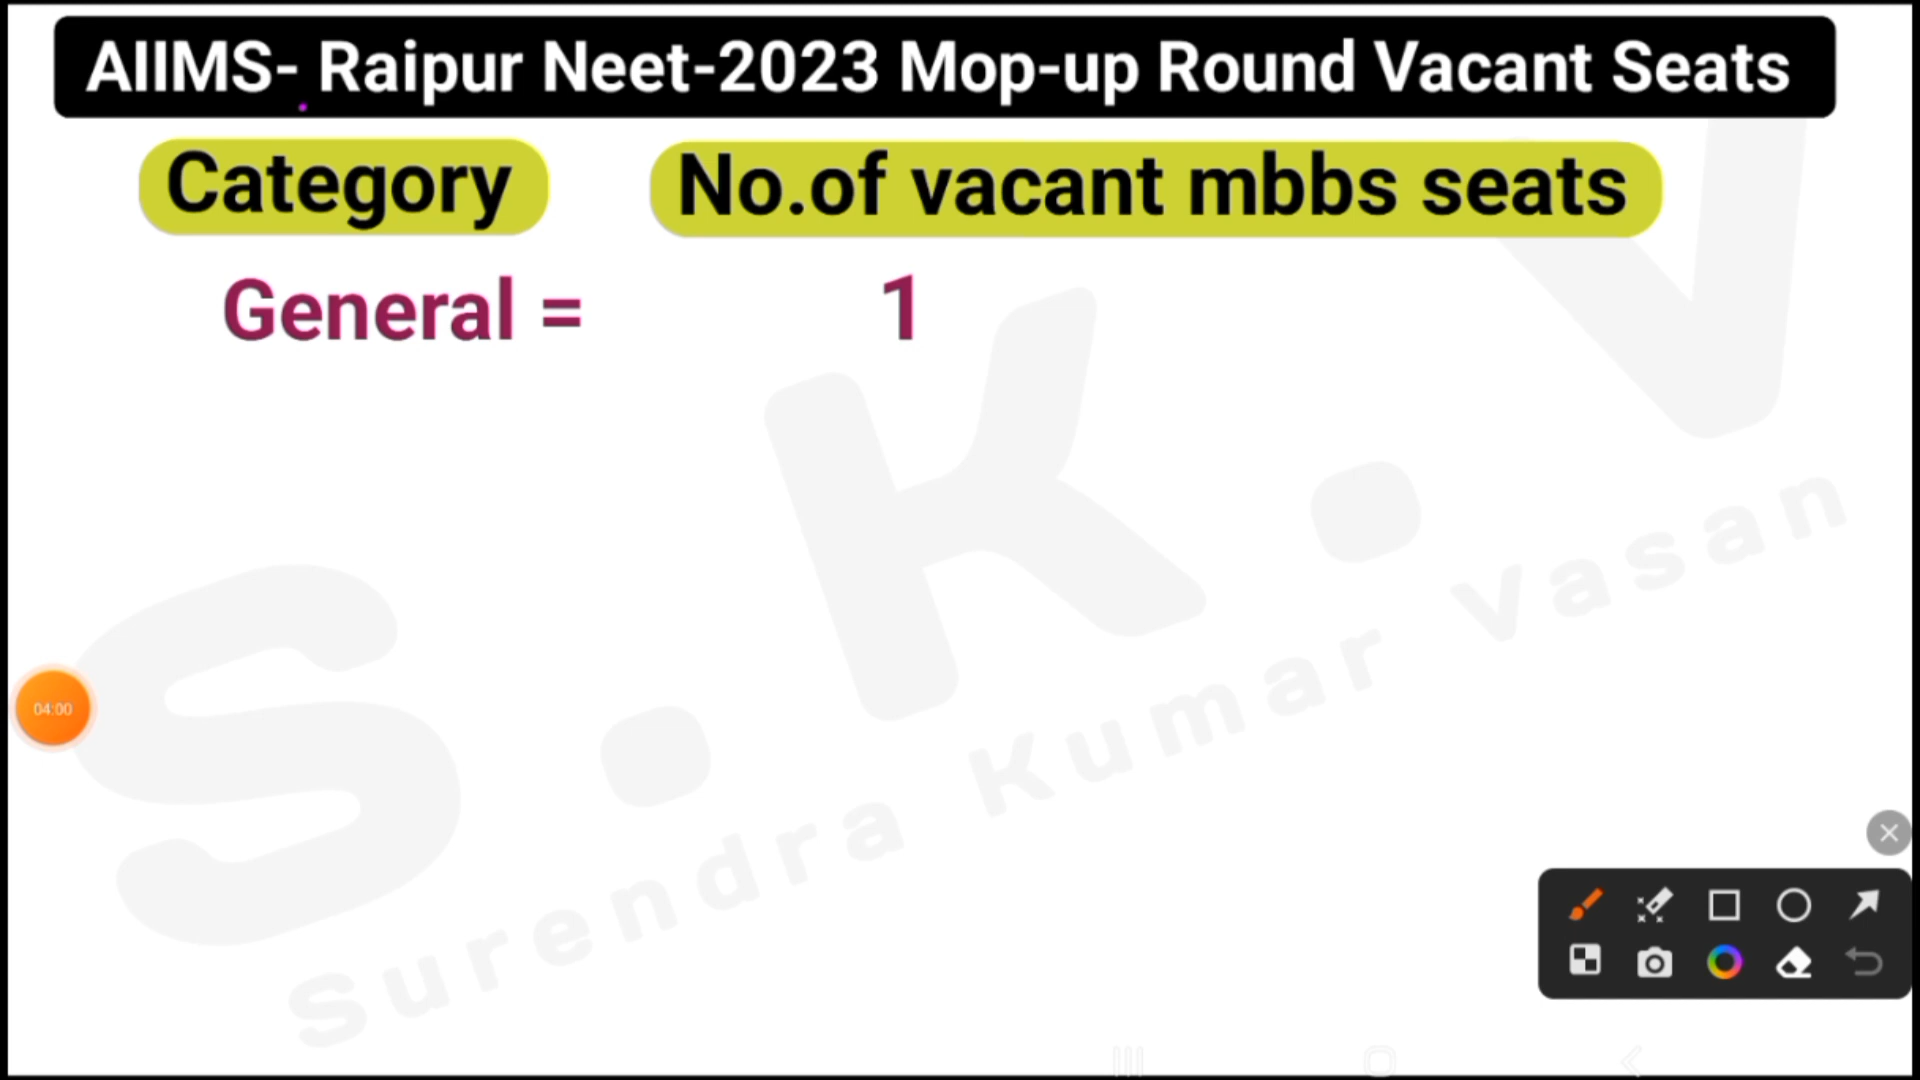 AIIMS- Raipur Neet-2023 Mop-up Round Vacant Seats
Category No.of vacant mbbs seats
General = 1
S.K.V
Surendra Kumar Vasan
04:00